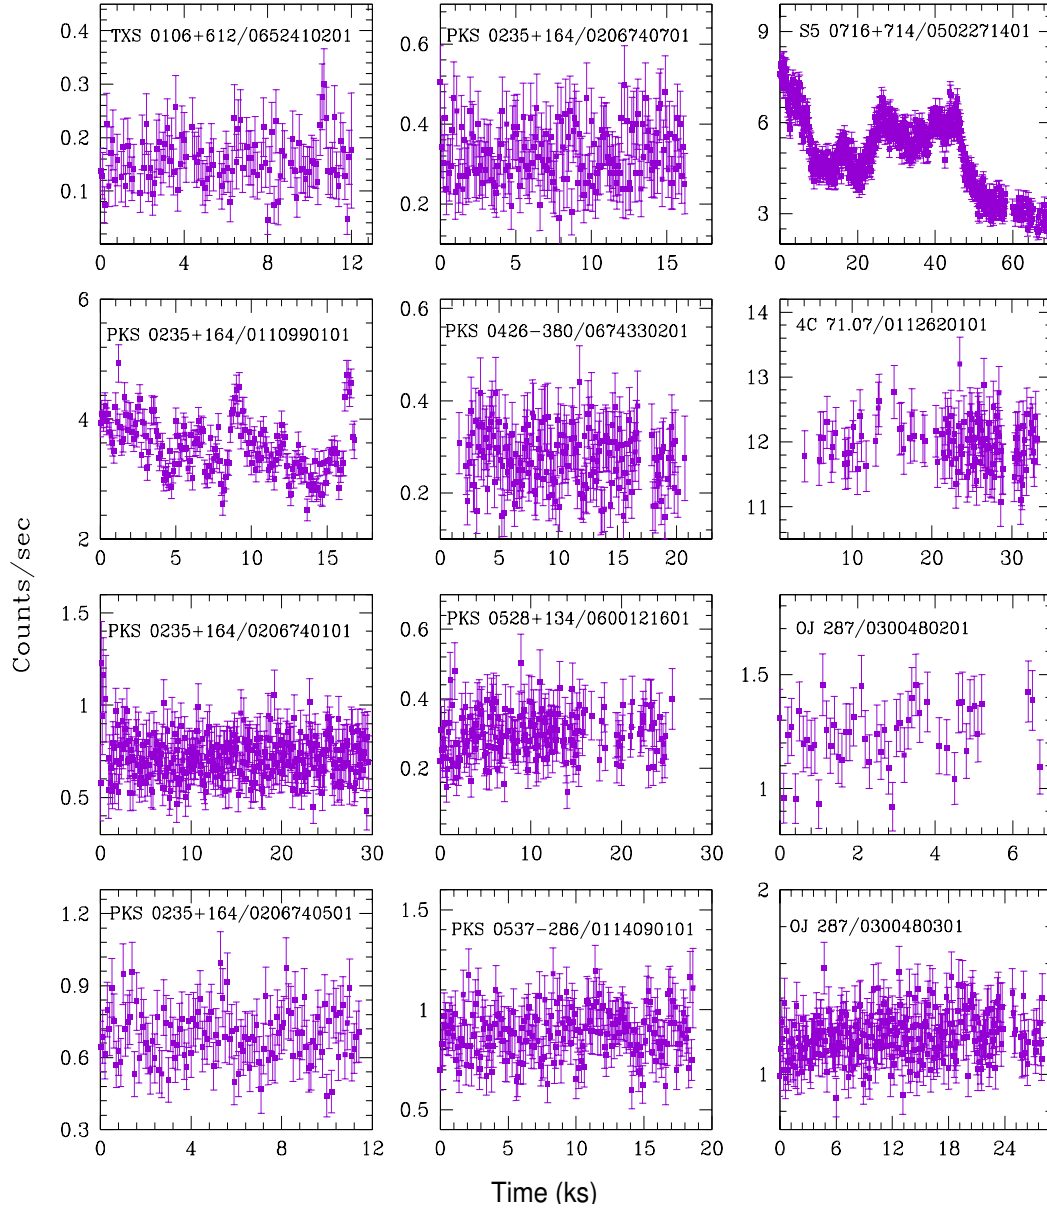 TXS 0106+612/0652410201
0.4
0.3
0.2
0.1
0 4 8 12
PKS 0235+164/0206740701
0.6
0.4
0.2
0 5 10 15
S5 0716+714/0502271401
9
6
3
0 20 40 60
PKS 0235+164/0110990101
6
4
2
0 5 10 15
PKS 0426−380/0674330201
0.6
0.4
0.2
0 5 10 15 20
4C 71.07/0112620101
14
13
12
11
10 20 30
Counts/sec
PKS 0235+164/0206740101
1.5
1
0.5
0 10 20 30
PKS 0528+134/0600121601
0.6
0.4
0.2
0 10 20 30
OJ 287/0300480201
1.5
1
0 2 4 6
PKS 0235+164/0206740501
1.2
0.9
0.6
0.3
0 4 8 12
PKS 0537−286/0114090101
1.5
1
0.5
0 5 10 15 20
OJ 287/0300480301
2
1
0 6 12 18 24
Time (ks)